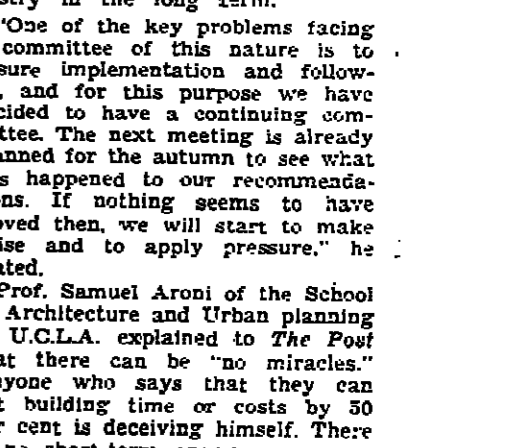 in the long term.
"One of the key problems facing
committee of this nature is to
sure implementation and follow-
, and for this purpose we have
cided to have a continuing com-
ttee. The next meeting is already
anned for the autumn to see what
s happened to our recommenda-
ns. If nothing seems to have
oved then, we will start to make
ise and to apply pressure." he
ated.
Prof. Samuel Aroni of the School
Architecture and Urban planning
U.C.L.A. explained to The Post
at there can be "no miracles."
yone who says that they can
t building time or costs by 50
r cent is deceiving himself. There